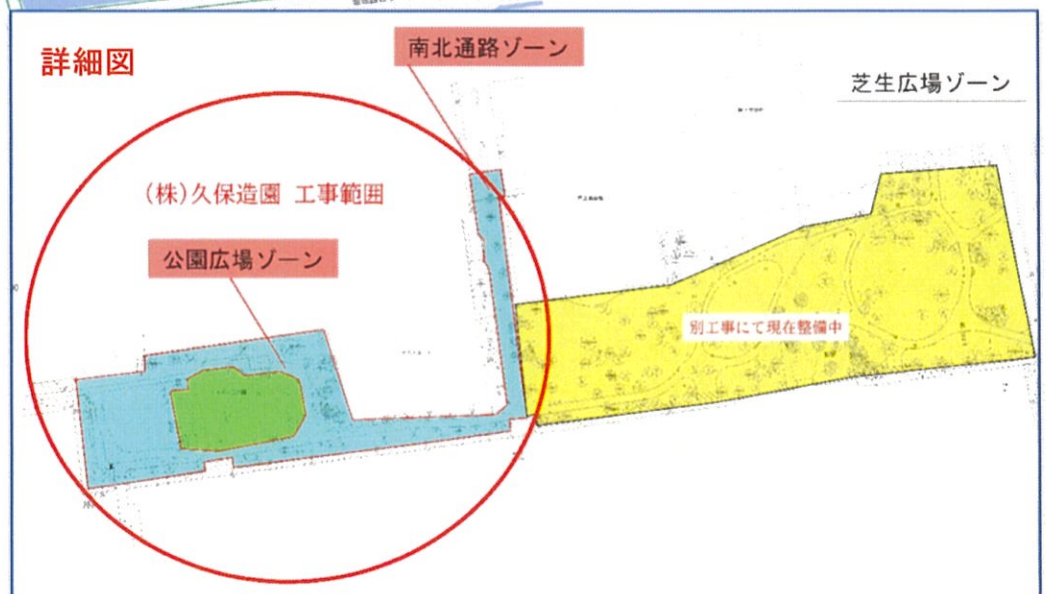 詳細図
南北通路ゾーン
芝生広場ゾーン
(株)久保造園 工事範囲
公園広場ゾーン
別工事にて現在整備中